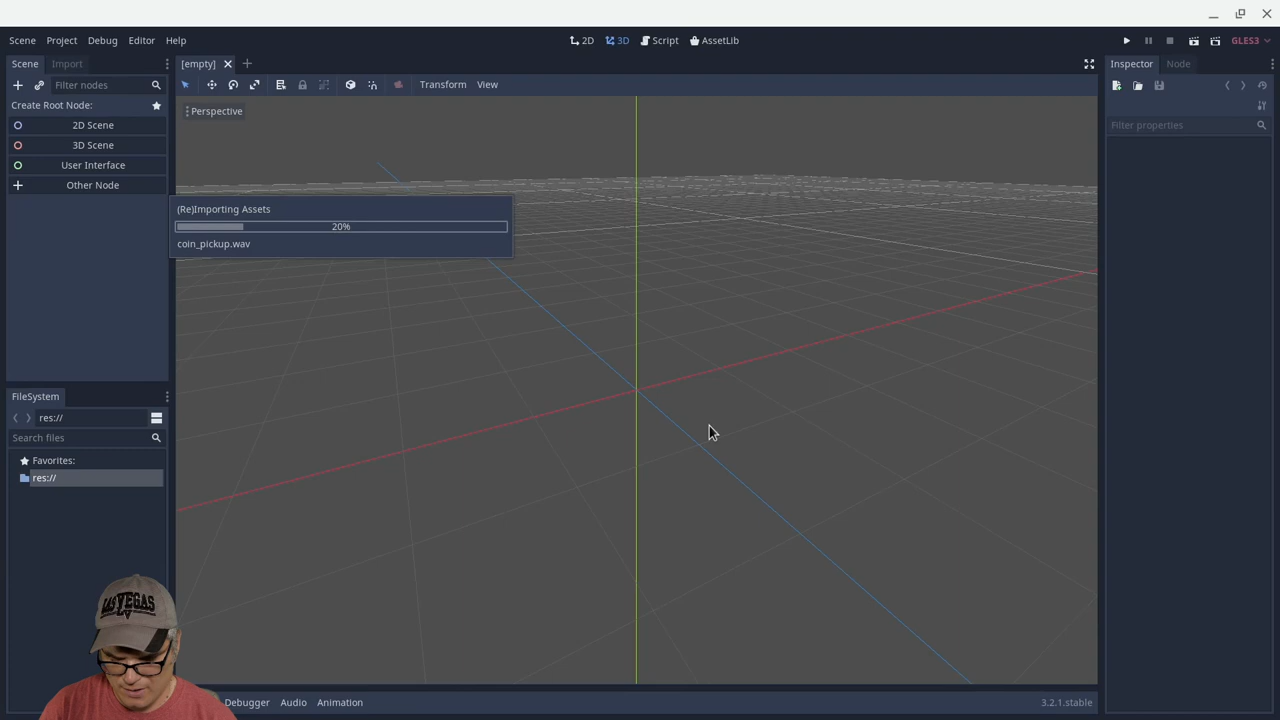 Scene Project Debug Editor Help
2D 3D Script AssetLib
GLES3
Scene Import
[empty]
Inspector Node
Filter nodes
Transform View
Create Root Node:
Perspective
Filter properties
2D Scene
3D Scene
User Interface
Other Node
(Re)Importing Assets
20%
coin_pickup.wav
FileSystem
res://
Search files
Favorites:
res://
LAS VEGAS
Debugger Audio Animation
3.2.1.stable